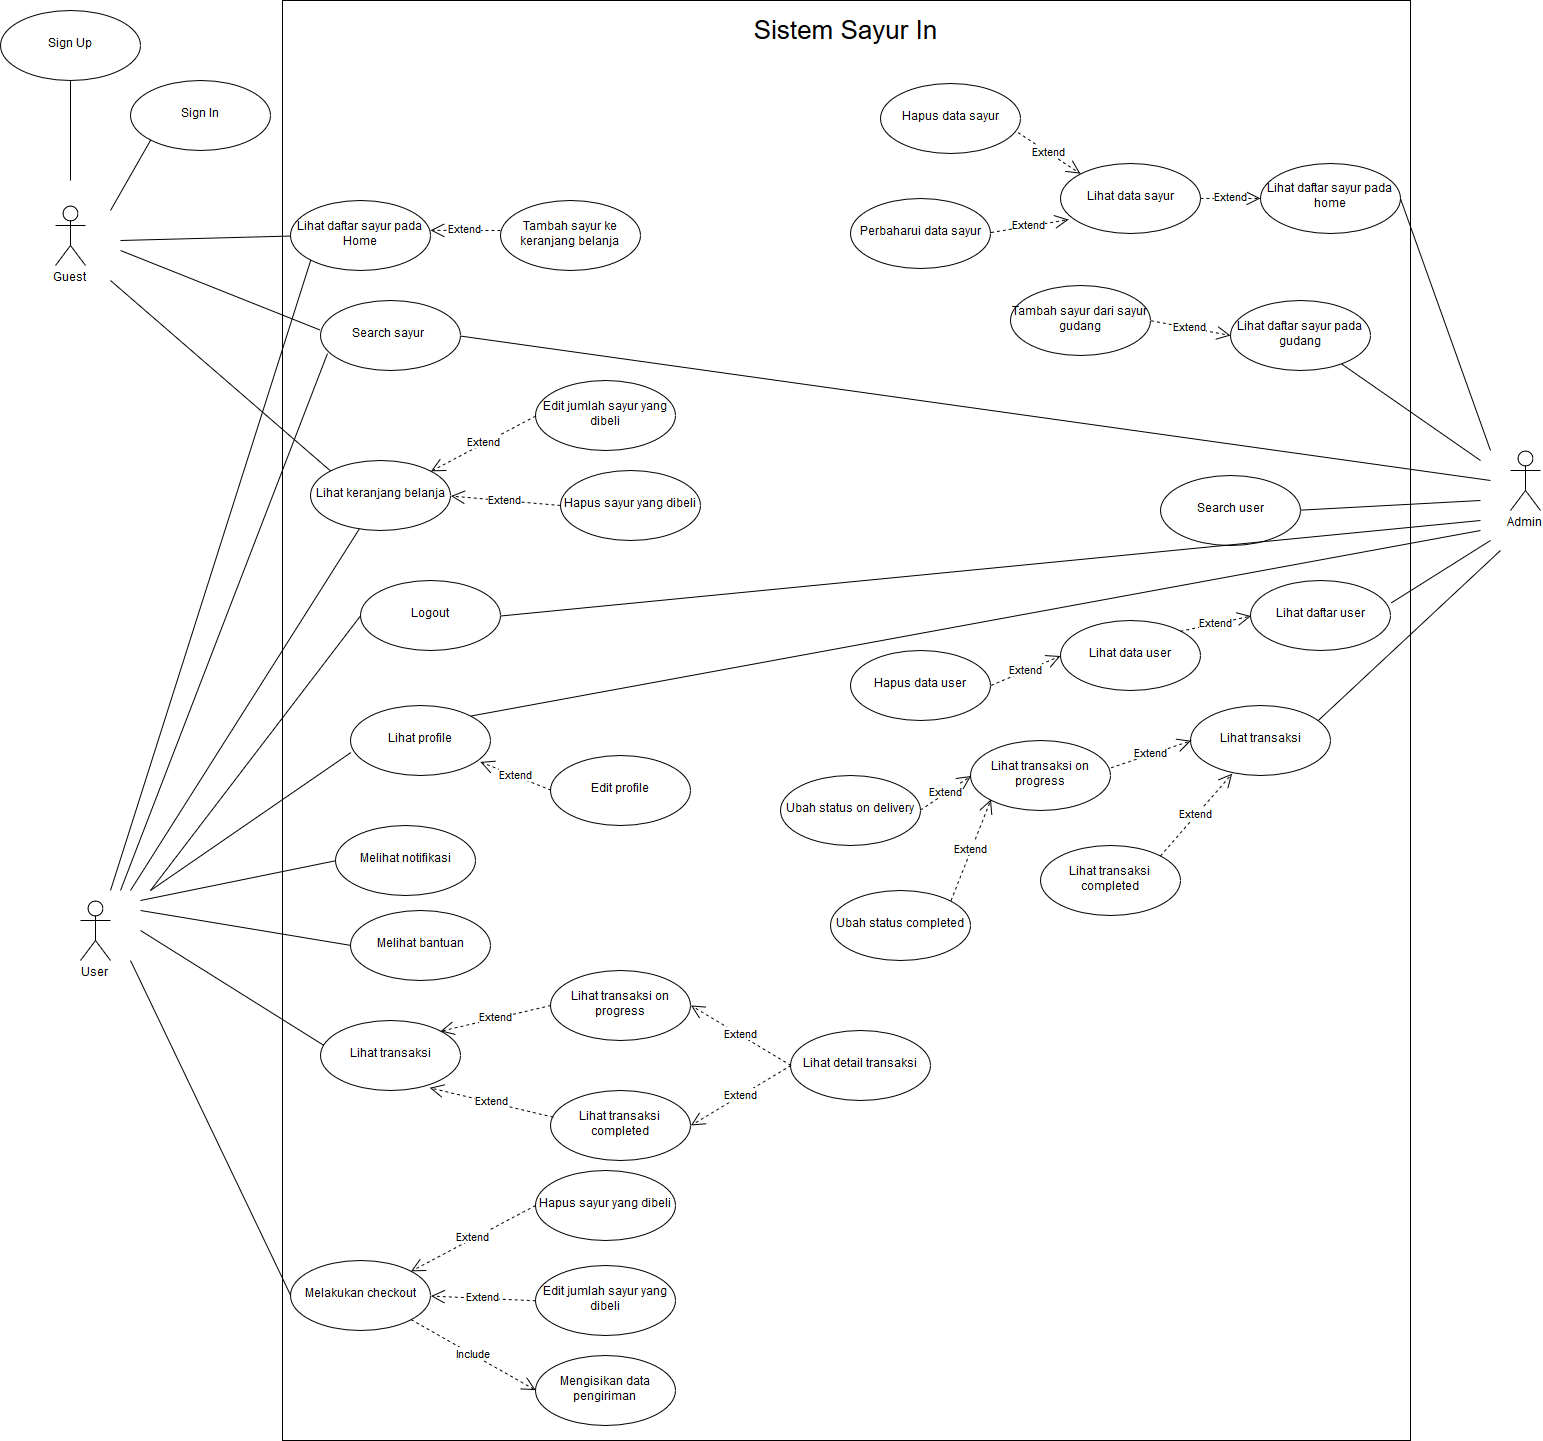 Sistem Sayur In
Sign Up
Sign In
Guest
Lihat daftar sayur pada
Home
Extend
Tambah sayur ke
keranjang belanja
Search sayur
Edit jumlah sayur yang
dibeli
Extend
Lihat keranjang belanja
Extend
Hapus sayur yang dibeli
Logout
Lihat profile
Extend
Edit profile
Melihat notifikasi
User
Melihat bantuan
Lihat transaksi
Extend
Lihat transaksi on
progress
Extend
Lihat transaksi
completed
Extend
Extend
Lihat detail transaksi
Hapus sayur yang dibeli
Extend
Melakukan checkout
Extend
Edit jumlah sayur yang
dibeli
Include
Mengisikan data
pengiriman
Hapus data sayur
Extend
Lihat data sayur
Extend
Lihat daftar sayur pada
home
Perbaharui data sayur
Extend
Tambah sayur dari sayur
gudang
Extend
Lihat daftar sayur pada
gudang
Admin
Search user
Lihat daftar user
Extend
Lihat data user
Extend
Hapus data user
Lihat transaksi
Extend
Lihat transaksi on
progress
Extend
Ubah status on delivery
Extend
Ubah status completed
Extend
Lihat transaksi
completed